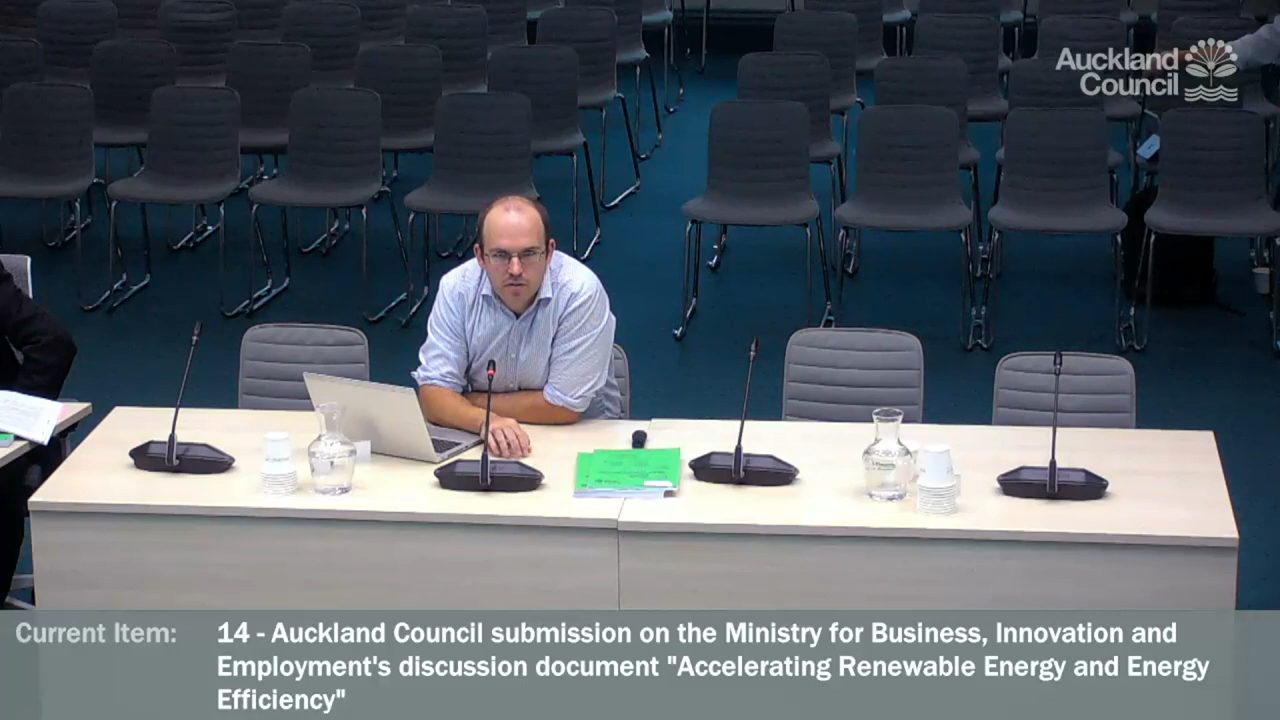 Auckland
Council
Current Item:
14 - Auckland Council submission on the Ministry for Business, Innovation and
Employment's discussion document "Accelerating Renewable Energy and Energy
Efficiency"